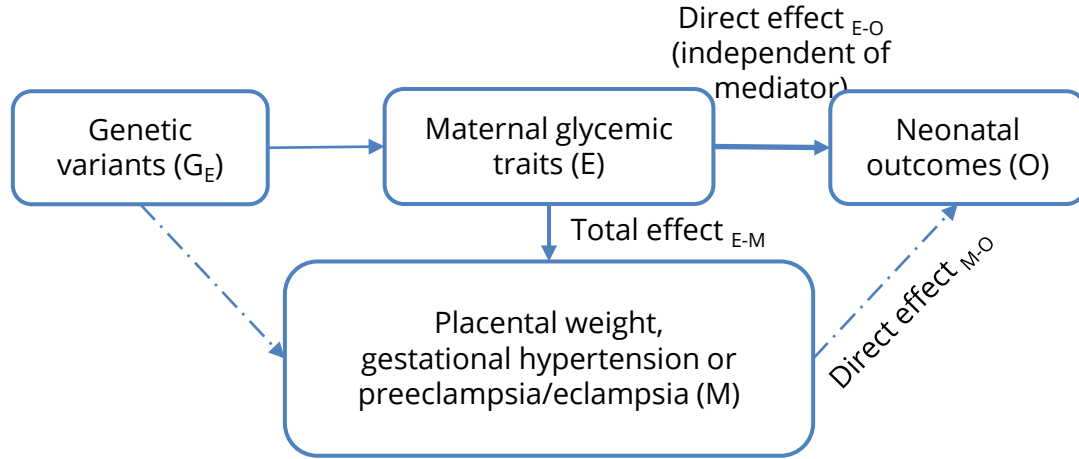 Direct effect E-O
(independent of
mediator)
Genetic
variants (GE)
Maternal glycemic
traits (E)
Neonatal
outcomes (O)
Total effect E-M
Placental weight,
gestational hypertension or
preeclampsia/eclampsia (M)
Direct effect M-O